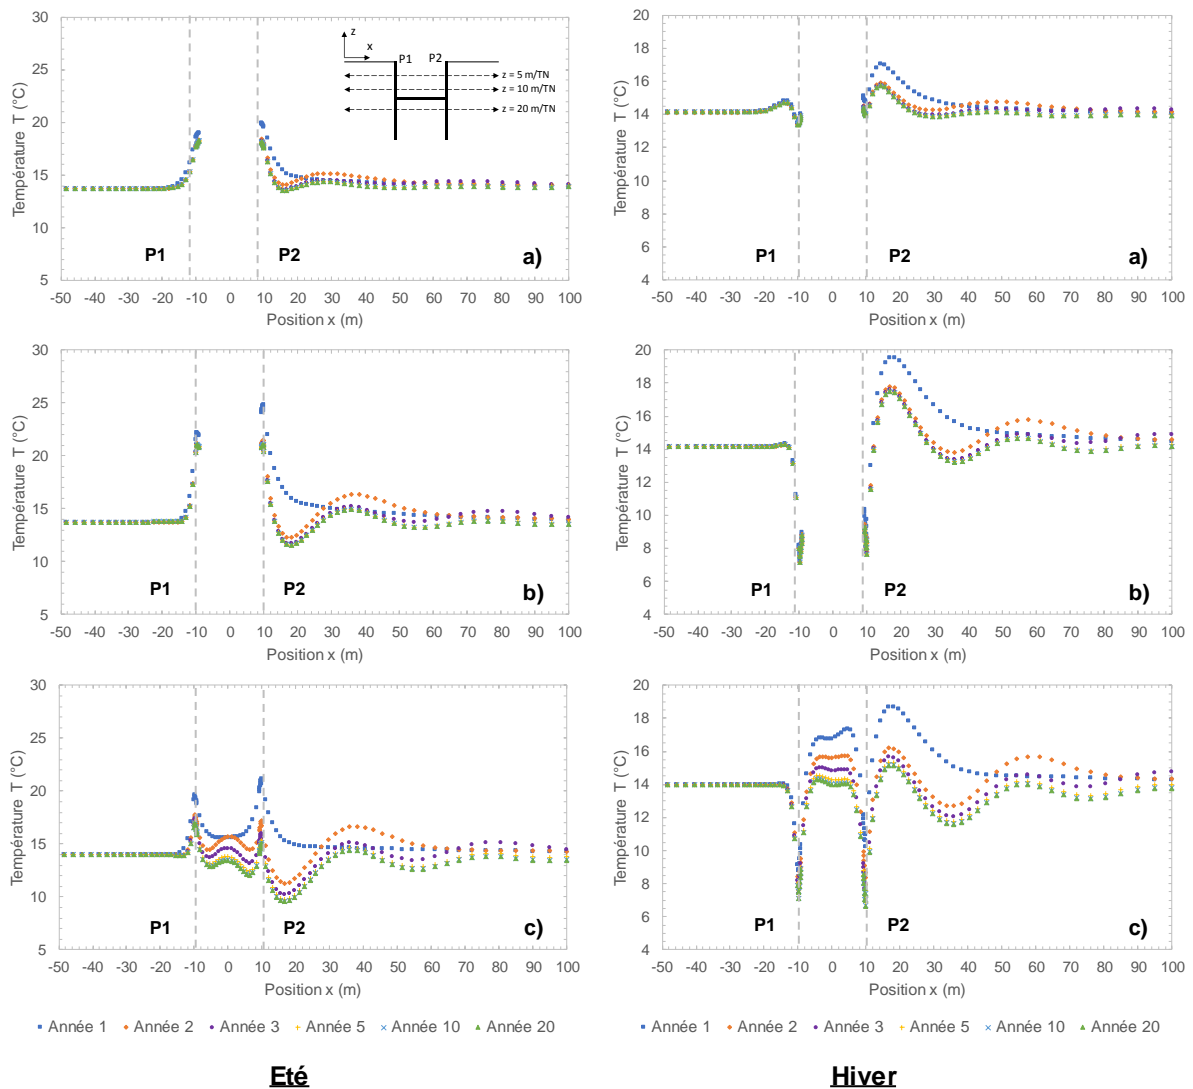 30
25
20
15
10
5
Température T (°C)
-50 -40 -30 -20 -10 0 10 20 30 40 50 60 70 80 90 100
Position x (m)
P1
P2
a)
z
x
P1
P2
z = 5 m/TN
z = 10 m/TN
z = 20 m/TN
20
18
16
14
12
10
8
6
4
Température T (°C)
-50 -40 -30 -20 -10 0 10 20 30 40 50 60 70 80 90 100
Position x (m)
P1
P2
a)
30
25
20
15
10
5
Température T (°C)
-50 -40 -30 -20 -10 0 10 20 30 40 50 60 70 80 90 100
Position x (m)
P1
P2
b)
20
18
16
14
12
10
8
6
4
Température T (°C)
-50 -40 -30 -20 -10 0 10 20 30 40 50 60 70 80 90 100
Position x (m)
P1
P2
b)
30
25
20
15
10
5
Température T (°C)
-50 -40 -30 -20 -10 0 10 20 30 40 50 60 70 80 90 100
Position x (m)
P1
P2
c)
20
18
16
14
12
10
8
6
4
Température T (°C)
-50 -40 -30 -20 -10 0 10 20 30 40 50 60 70 80 90 100
Position x (m)
P1
P2
c)
Année 1 Année 2 Année 3 Année 5 Année 10 Année 20
Année 1 Année 2 Année 3 Année 5 Année 10 Année 20
Eté
Hiver